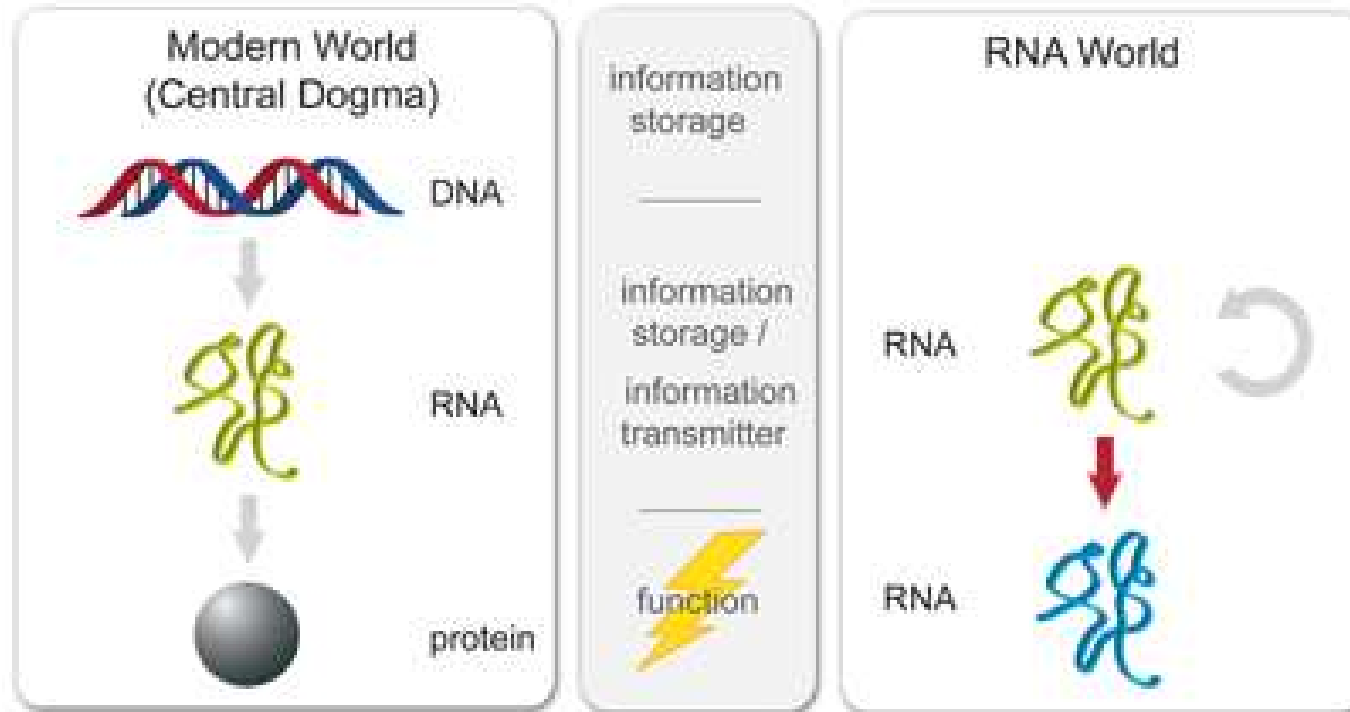 Modern World
(Central Dogma)
DNA
RNA
protein
information
storage
information
storage /
information
transmitter
function
RNA World
RNA
RNA